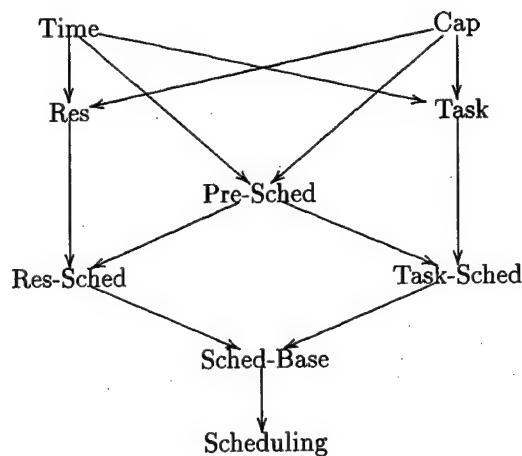 Time
Cap
Res
Task
Pre-Sched
Res-Sched
Task-Sched
Sched-Base
Scheduling